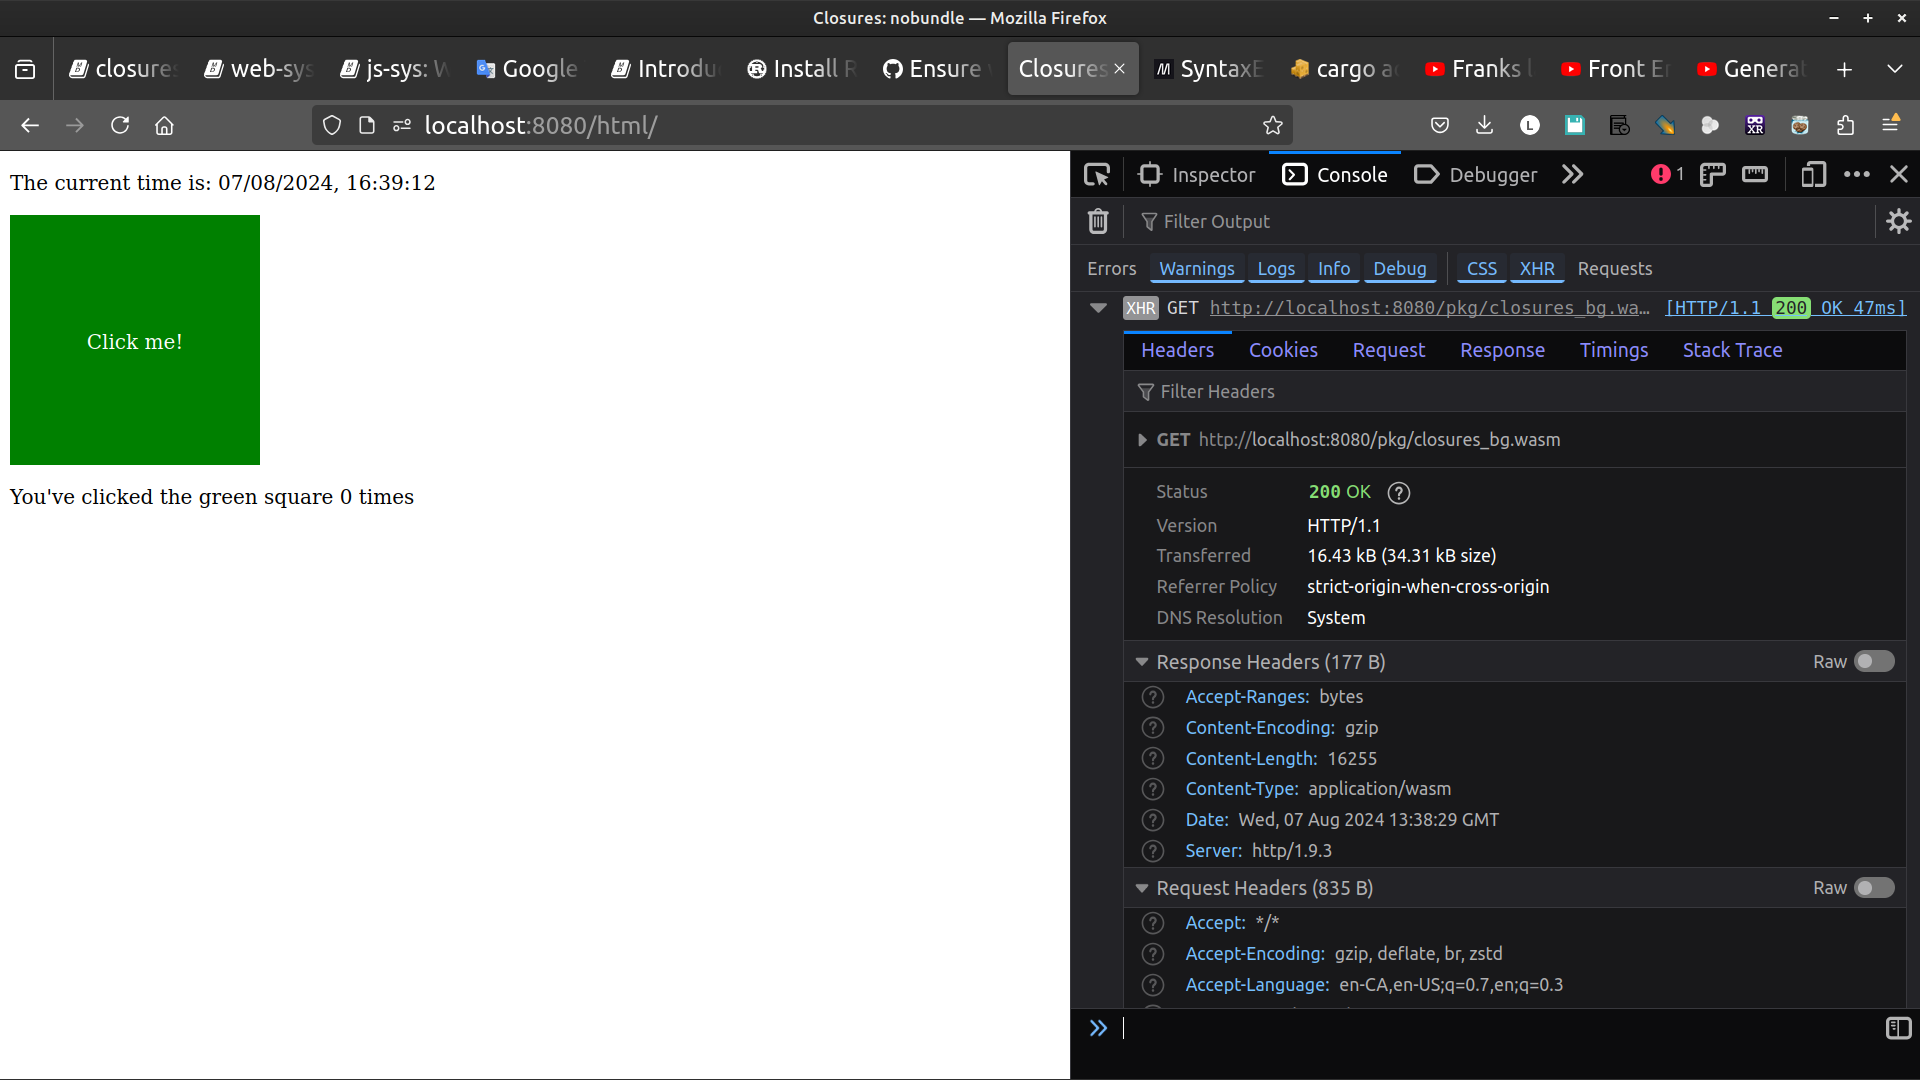 Closures: nobundle — Mozilla Firefox
closures
web-sys
js-sys: W
Google
Introdu
Install R
Ensure
Closures
SyntaxE
cargo a
Franks
Front En
Generat
localhost:8080/html/
The current time is: 07/08/2024, 16:39:12
Click me!
You've clicked the green square 0 times
Inspector Console Debugger 1
Filter Output
Errors Warnings Logs Info Debug CSS XHR Requests
XHR GET http://localhost:8080/pkg/closures_bg.wa… [HTTP/1.1 200 OK 47ms]
Headers Cookies Request Response Timings Stack Trace
Filter Headers
GET http://localhost:8080/pkg/closures_bg.wasm
Status 200 OK ?
Version HTTP/1.1
Transferred 16.43 kB (34.31 kB size)
Referrer Policy strict-origin-when-cross-origin
DNS Resolution System
Response Headers (177 B) Raw
? Accept-Ranges: bytes
? Content-Encoding: gzip
? Content-Length: 16255
? Content-Type: application/wasm
? Date: Wed, 07 Aug 2024 13:38:29 GMT
? Server: http/1.9.3
Request Headers (835 B) Raw
? Accept: */*
? Accept-Encoding: gzip, deflate, br, zstd
? Accept-Language: en-CA,en-US;q=0.7,en;q=0.3